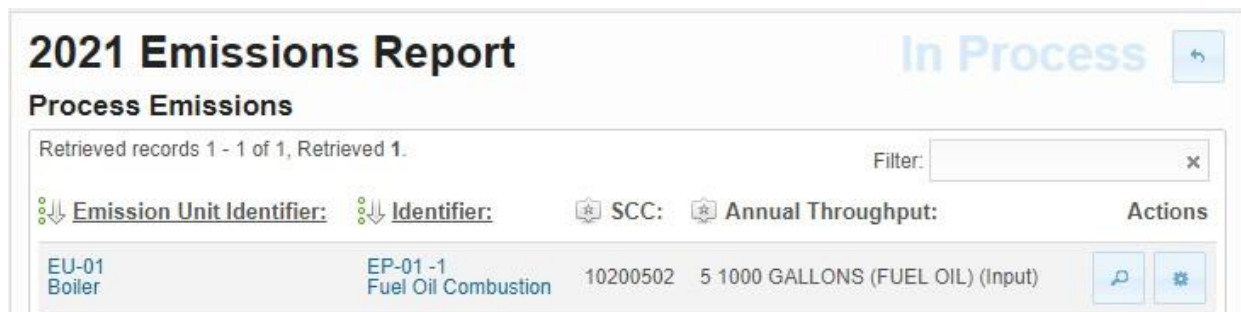 2021 Emissions Report
In Process
Process Emissions
Retrieved records 1 - 1 of 1, Retrieved 1.
Filter:
Emission Unit Identifier: Identifier: SCC: Annual Throughput: Actions
EU-01 EP-01 -1 10200502 5 1000 GALLONS (FUEL OIL) (Input)
Boiler Fuel Oil Combustion